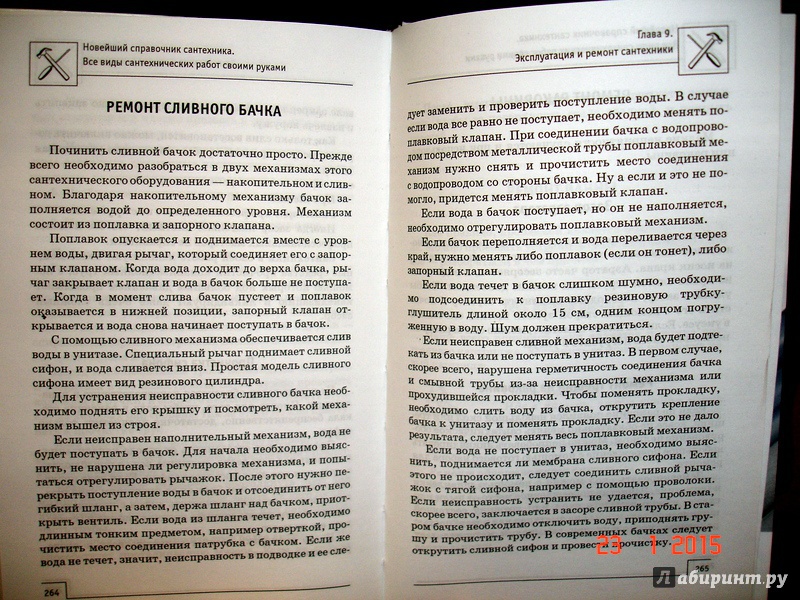 Новейший справочник сантехника.
Все виды сантехнических работ своими руками
РЕМОНТ СЛИВНОГО БАЧКА
Починить сливной бачок достаточно просто. Прежде
всего необходимо разобраться в двух механизмах этого
сантехнического оборудования — накопительном и слив-
ном. Благодаря накопительному механизму бачок за-
полняется водой до определенного уровня. Механизм
состоит из поплавка и запорного клапана.
Поплавок опускается и поднимается вместе с уров-
нем воды, двигая рычаг, который соединяет его с запор-
ным клапаном. Когда вода доходит до верха бачка, ры-
чаг закрывает клапан и вода в бачок больше не поступа-
ет. Когда в момент слива бачок пустеет и поплавок
оказывается в нижней позиции, запорный клапан от-
крывается и вода снова начинает поступать в бачок.
С помощью сливного механизма обеспечивается слив
воды в унитазе. Специальный рычаг поднимает сливной
сифон, и вода сливается вниз. Простая модель сливного
сифона имеет вид резинового цилиндра.
Для устранения неисправности сливного бачка необ-
ходимо поднять его крышку и посмотреть, какой меха-
низм вышел из строя.
Если неисправен наполнительный механизм, вода не
будет поступать в бачок. Для начала необходимо выяс-
нить, не нарушена ли регулировка механизма, и попы-
таться отрегулировать рычажок. После этого нужно пе-
рекрыть поступление воды в бачок и отсоединить от него
гибкий шланг, а затем, держа шланг над бачком, приот-
крыть вентиль. Если вода из шланга течет, необходимо
длинным тонким предметом, например отверткой, про-
чистить место соединения патрубка с бачком. Если же
вода не течет, значит, неисправность в подводке и ее сле-
264
Глава 9.
Эксплуатация и ремонт сантехники
дует заменить и проверить поступление воды. В случае
если вода все равно не поступает, необходимо менять по-
плавковый клапан. При соединении бачка с водопрово-
дом посредством металлической трубы поплавковый ме-
ханизм нужно снять и прочистить место соединения
с водопроводом со стороны бачка. Ну а если и это не по-
могло, придется менять поплавковый клапан.
Если вода в бачок поступает, но он не наполняется,
необходимо отрегулировать поплавковый механизм.
Если бачок переполняется и вода переливается через
край, нужно менять либо поплавок (если он тонет), либо
запорный клапан.
Если вода течет в бачок слишком шумно, необходи-
мо подсоединить к поплавку резиновую трубку-
глушитель длиной около 15 см, одним концом погру-
женную в воду. Шум должен прекратиться.
Если неисправен сливной механизм, вода будет подте-
кать из бачка или не поступать в унитаз. В первом случае,
скорее всего, нарушена герметичность соединения бачка
и смывной трубы из-за неисправности механизма или
прохудившейся прокладки. Чтобы поменять прокладку,
необходимо слить воду из бачка, открутить крепление
бачка к унитазу и поменять прокладку. Если это не дало
результата, следует менять весь поплавковый механизм.
Если вода не поступает в унитаз, необходимо выяс-
нить, поднимается ли мембрана сливного сифона. Если
этого не происходит, следует соединить сливной рыча-
жок с тягой сифона, например с помощью проволоки.
Если неисправность устранить не удается, проблема,
скорее всего, заключается в засоре сливной трубы. В ста-
ром бачке необходимо отключить воду, приподнять гру-
шу и прочистить трубу. В современных бачках следует
открутить сливной сифон и провести прочистку.
265
23 1 2015
Лабиринт.ру